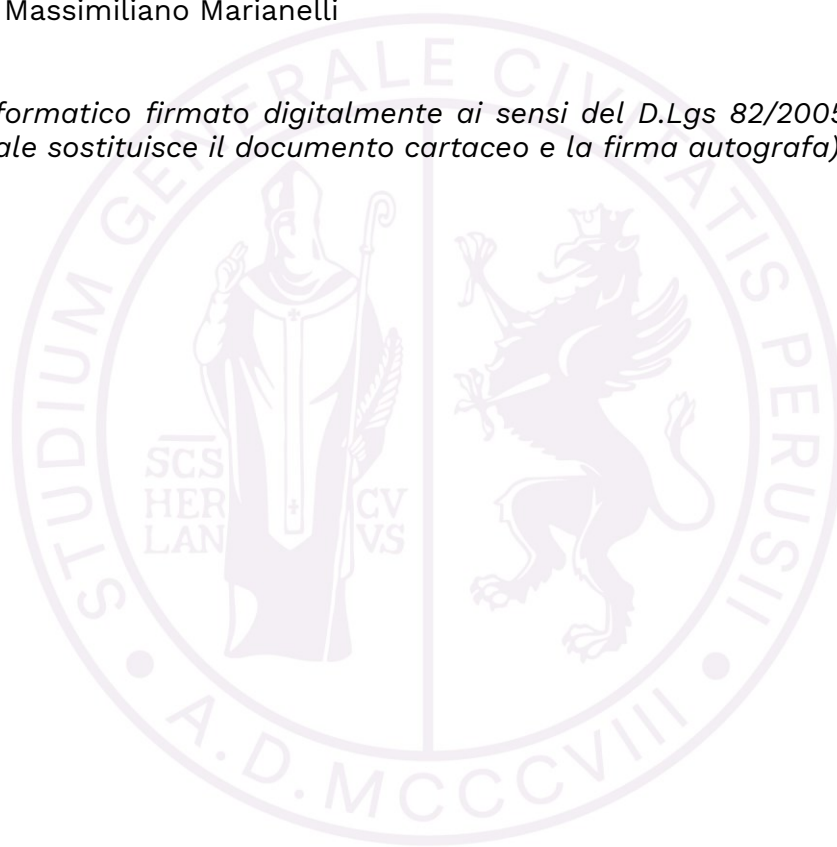 Massimiliano Marianelli
formatico firmato digitalmente ai sensi del D.Lgs 82/2005
ale sostituisce il documento cartaceo e la firma autografa)
STUDIUM GENERALE CIVITATIS PERUSII
SCS
HER CV
LAN VS
A.D. MCCCVIII